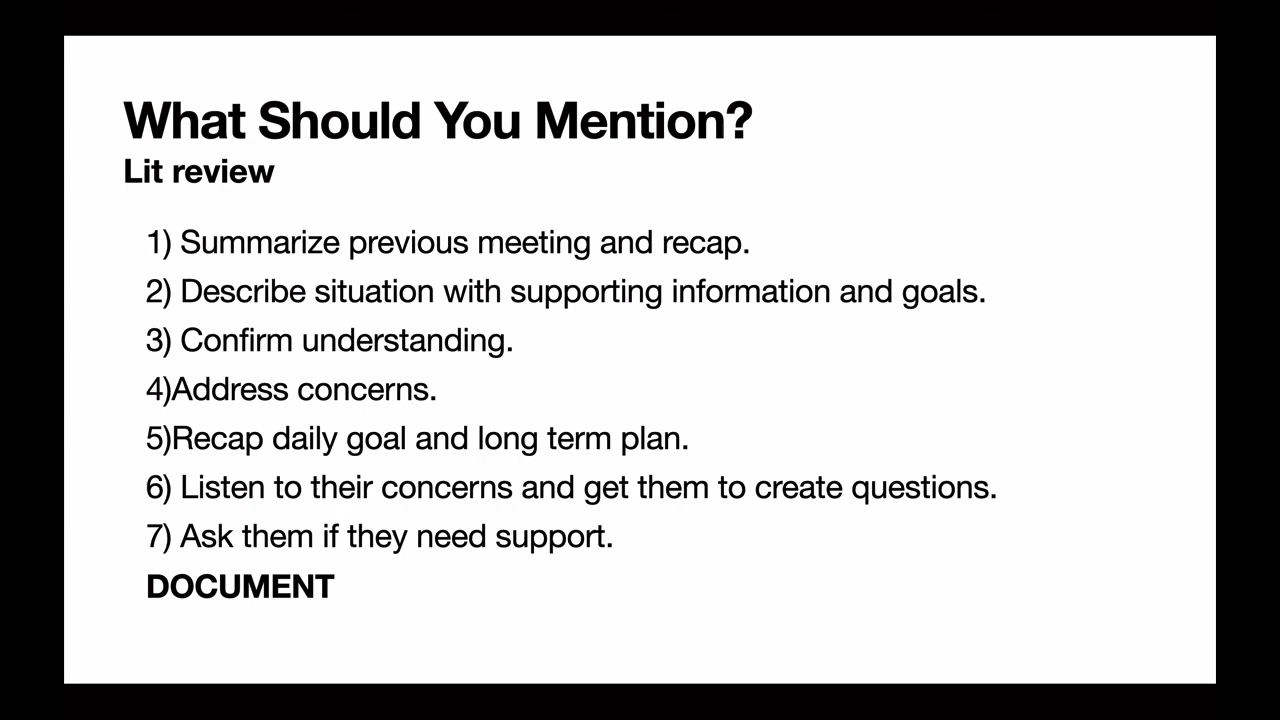 What Should You Mention?
Lit review
1) Summarize previous meeting and recap.
2) Describe situation with supporting information and goals.
3) Confirm understanding.
4)Address concerns.
5)Recap daily goal and long term plan.
6) Listen to their concerns and get them to create questions.
7) Ask them if they need support.
DOCUMENT